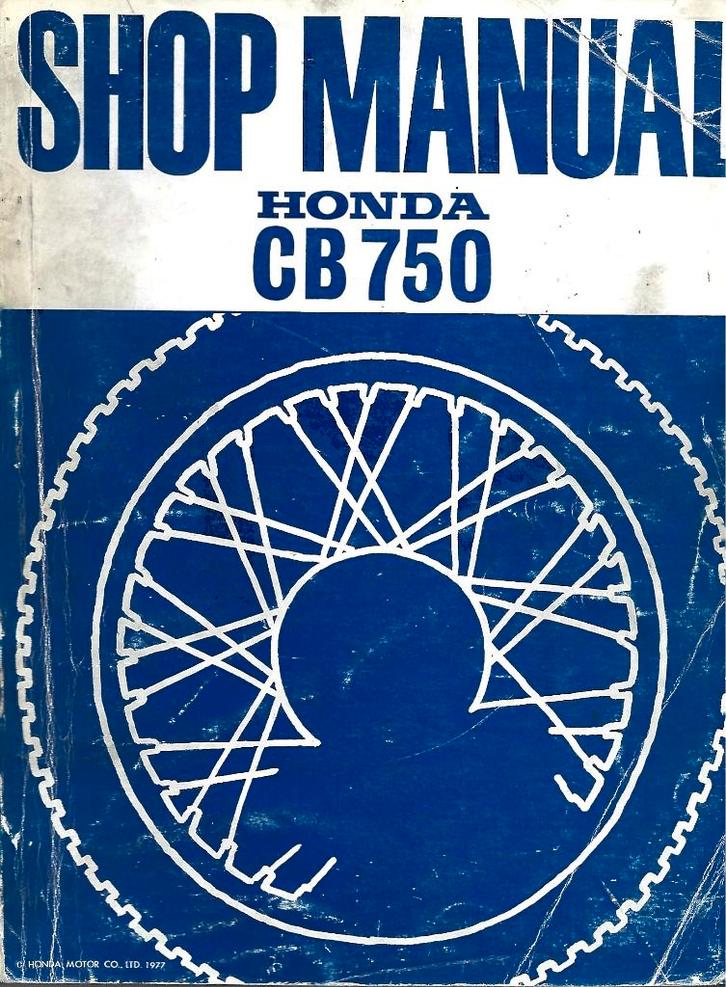 SHOP MANUAL
HONDA
CB 750
© HONDA MOTOR CO., LTD. 1977